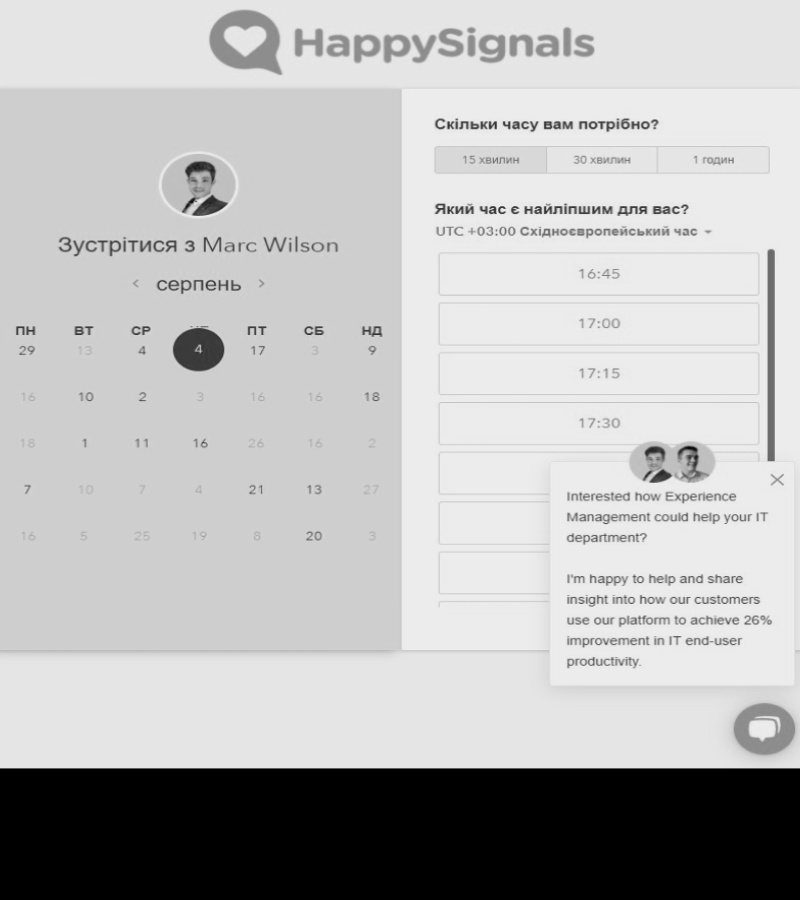 HappySignals
Зустрітися з Marc Wilson
серпень
ПН ВТ СР ПТ СБ НД
29 13 4 4 17 3 9
16 10 2 3 16 16 18
18 1 11 16 26 16 2
7 10 7 4 21 13 27
16 5 25 19 8 20 3
Скільки часу вам потрібно?
15 хвилин 30 хвилин 1 годин
Який час є найліпшим для вас?
UTC +03:00 Східноєвропейський час
16:45
17:00
17:15
17:30
Interested how Experience
Management could help your IT
department?
I'm happy to help and share
insight into how our customers
use our platform to achieve 26%
improvement in IT end-user
productivity.